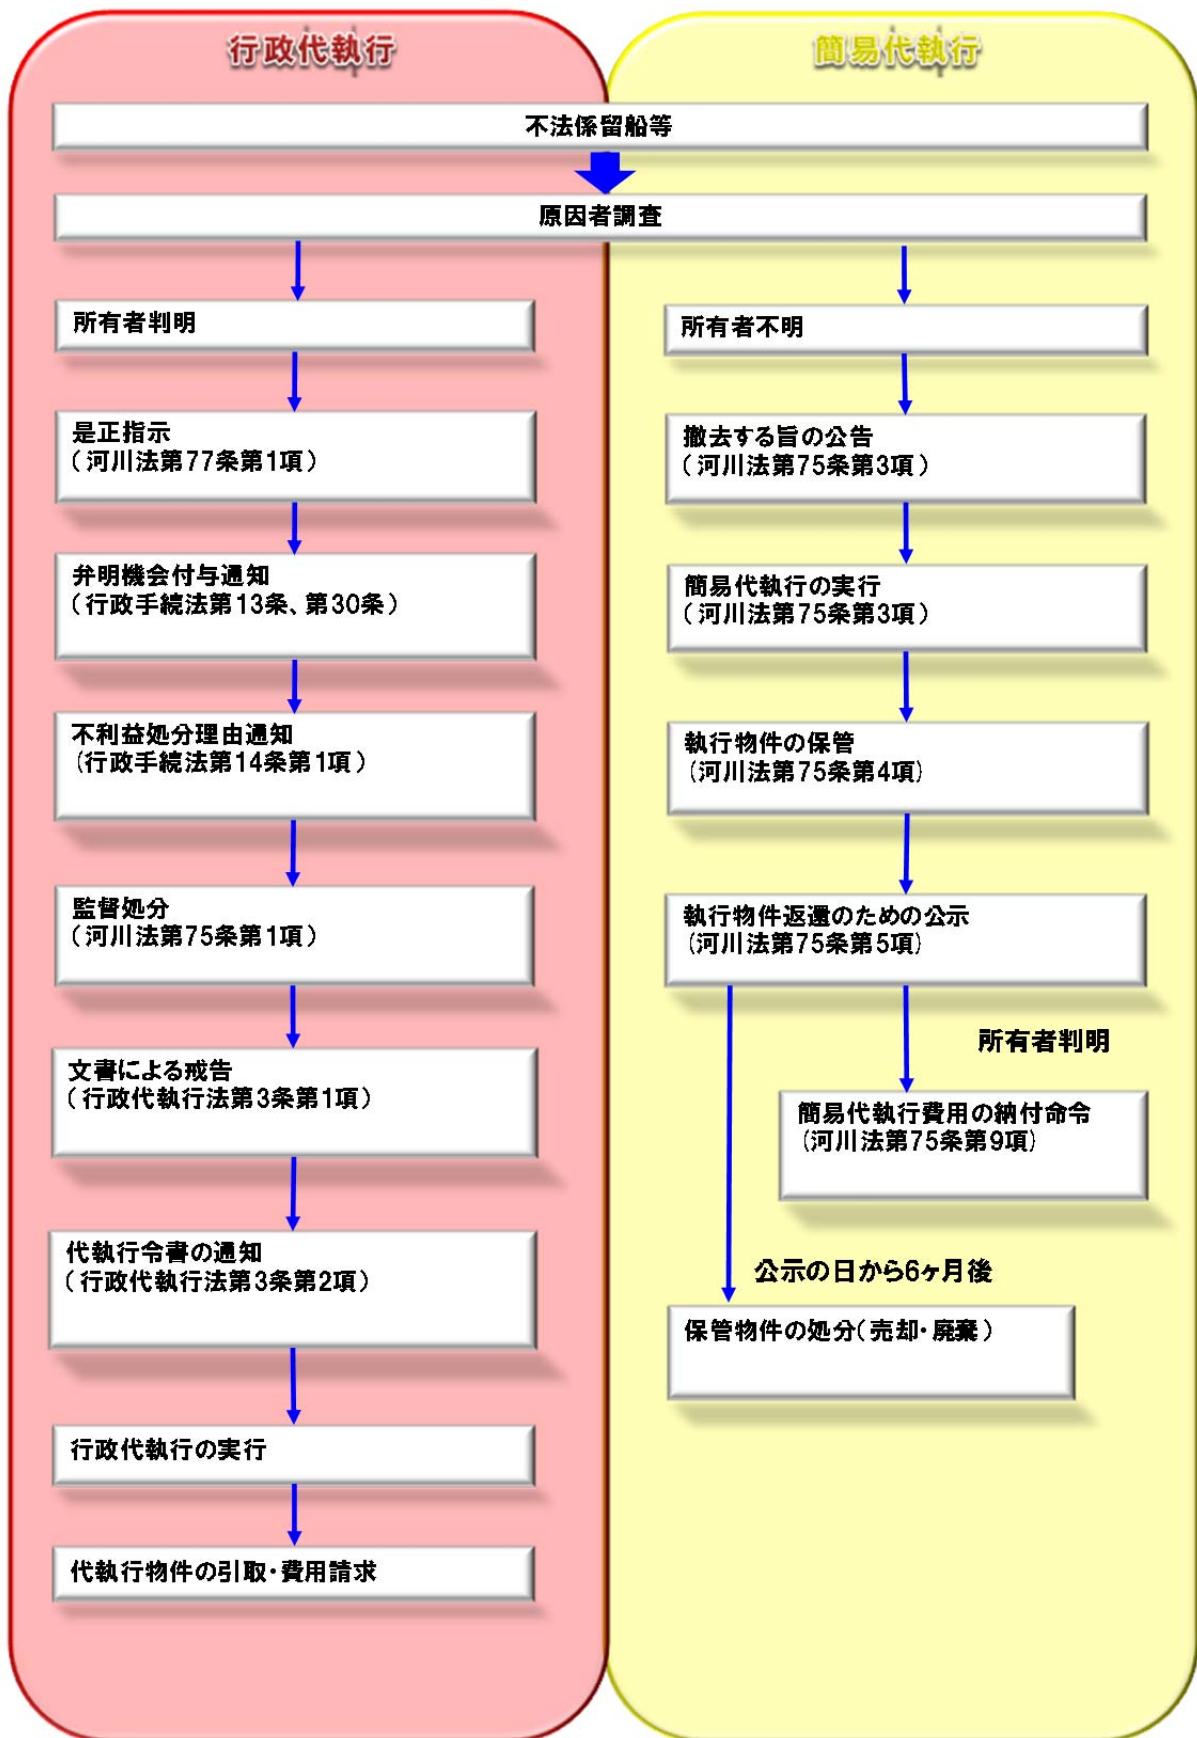 行政代執行
簡易代執行
不法係留船等
原因者調査
所有者判明
是正指示
(河川法第77条第1項)
弁明機会付与通知
(行政手続法第13条、第30条)
不利益処分理由通知
(行政手続法第14条第1項)
監督処分
(河川法第75条第1項)
文書による戒告
(行政代執行法第3条第1項)
代執行令書の通知
(行政代執行法第3条第2項)
行政代執行の実行
代執行物件の引取・費用請求
所有者不明
撤去する旨の公告
(河川法第75条第3項)
簡易代執行の実行
(河川法第75条第3項)
執行物件の保管
(河川法第75条第4項)
執行物件返還のための公示
(河川法第75条第5項)
所有者判明
簡易代執行費用の納付命令
(河川法第75条第9項)
公示の日から6ヶ月後
保管物件の処分(売却・廃棄)